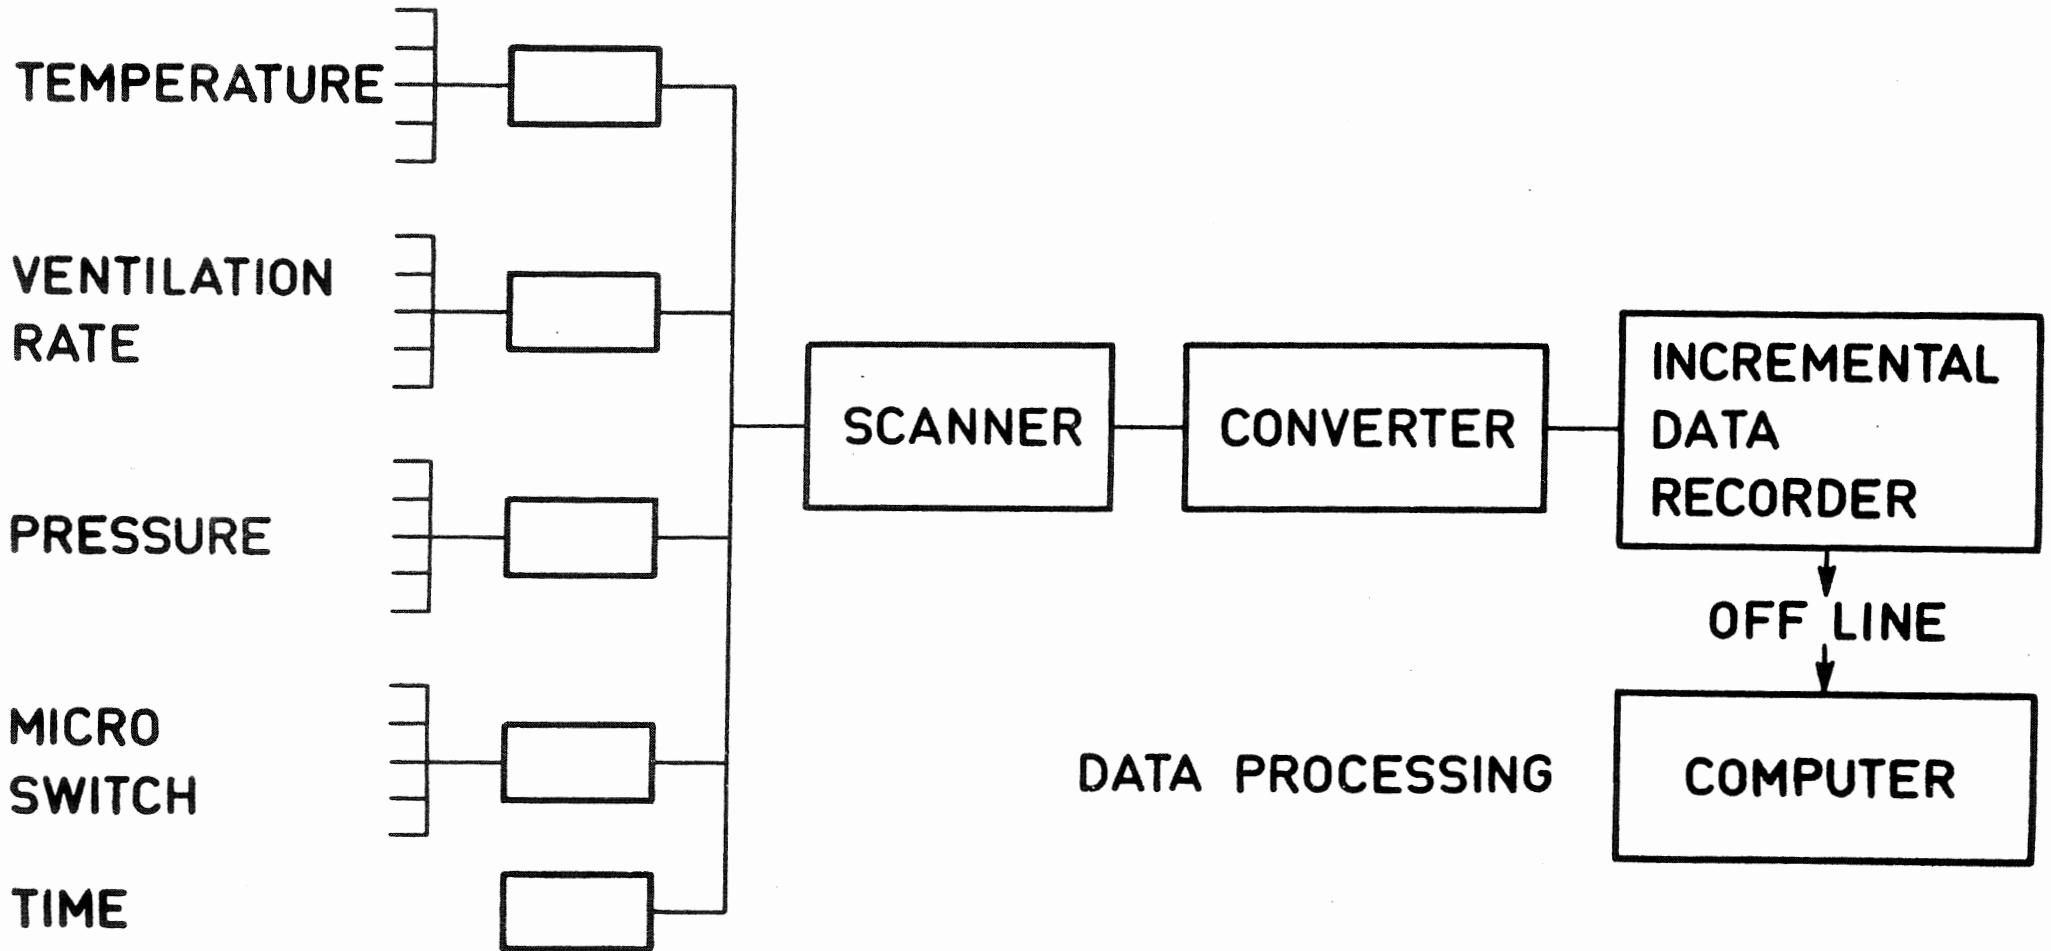 TEMPERATURE
VENTILATION
RATE
PRESSURE
MICRO
SWITCH
TIME
SCANNER
CONVERTER
INCREMENTAL
DATA
RECORDER
OFF LINE
DATA PROCESSING
COMPUTER